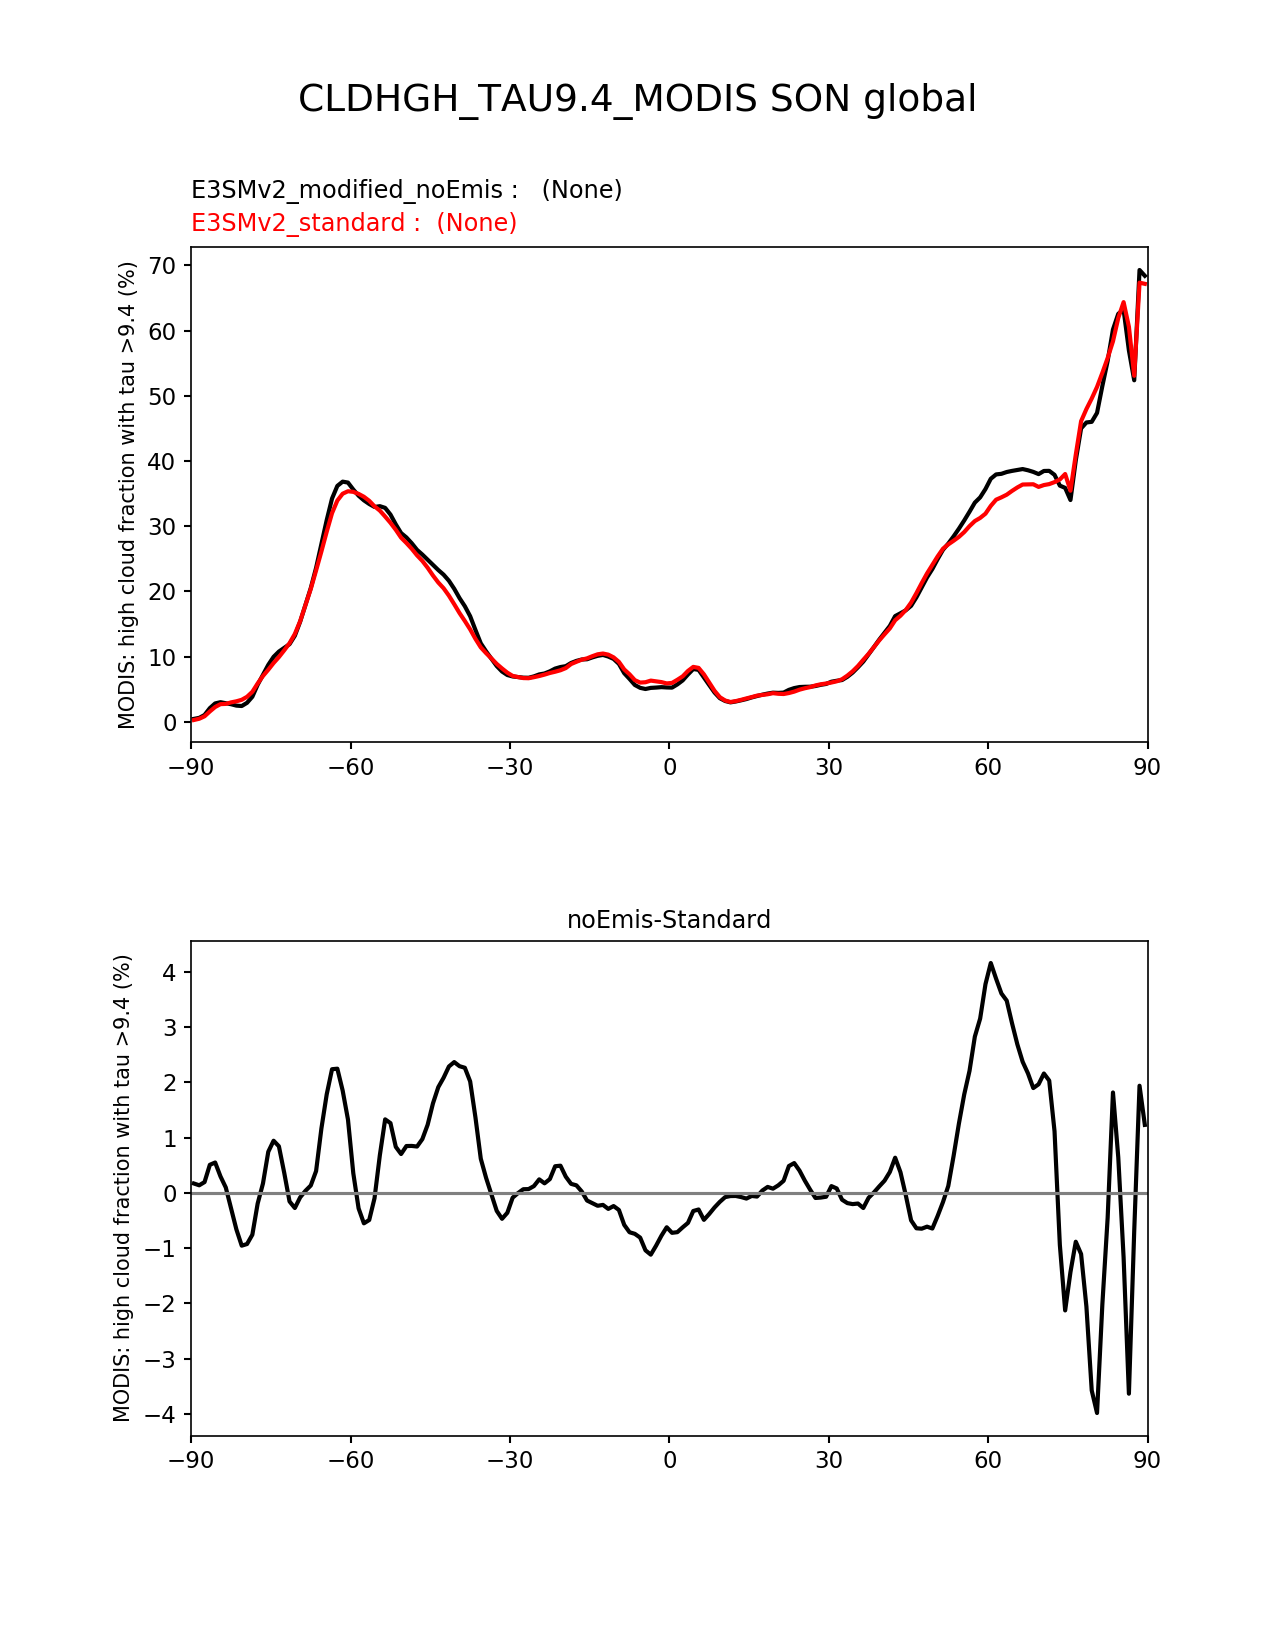 CLDHGH_TAU9.4_MODIS SON global
E3SMv2_modified_noEmis :   (None)
E3SMv2_standard :  (None)
MODIS: high cloud fraction with tau >9.4 (%)
70
60
50
40
30
20
10
0
−90 −60 −30 0 30 60 90
noEmis-Standard
MODIS: high cloud fraction with tau >9.4 (%)
4
3
2
1
0
−1
−2
−3
−4
−90 −60 −30 0 30 60 90